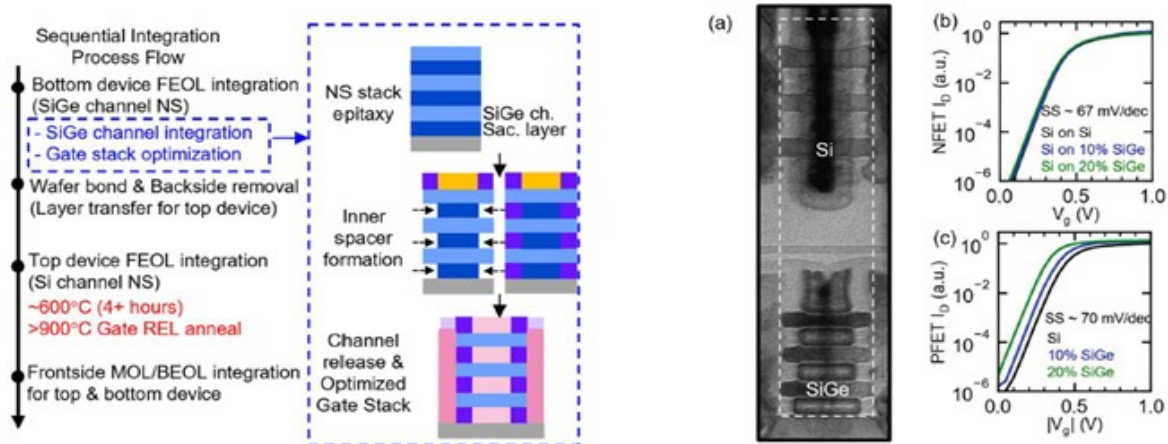 Sequential Integration
Process Flow
Bottom device FEOL integration
(SiGe channel NS)
- SiGe channel integration
- Gate stack optimization
Wafer bond & Backside removal
(Layer transfer for top device)
Top device FEOL integration
(Si channel NS)
~600°C (4+ hours)
>900°C Gate REL anneal
Frontside MOL/BEOL integration
for top & bottom device
NS stack
epitaxy
SiGe ch.
Sac. layer
Inner
spacer
formation
Channel
release &
Optimized
Gate Stack
(a)
Si
SiGe
(b)
NFET I_D (a.u.)
10^0
10^-2
10^-4
10^-6
SS ~ 67 mV/dec
Si on Si
Si on 10% SiGe
Si on 20% SiGe
0.0 0.5 1.0
V_g (V)
(c)
PFET I_D (a.u.)
10^0
10^-2
10^-4
10^-6
SS ~ 70 mV/dec
Si
10% SiGe
20% SiGe
0.0 0.5 1.0
|V_g| (V)